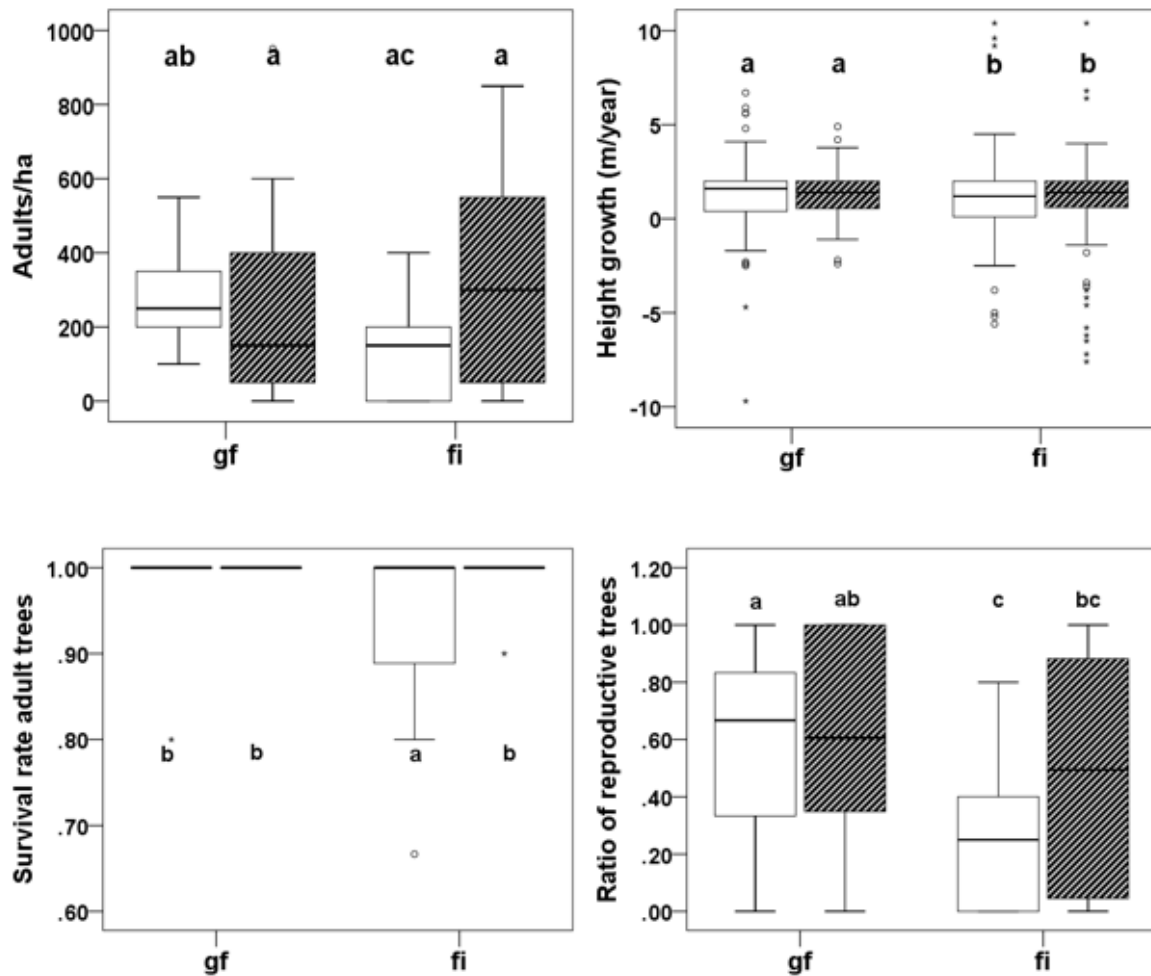 Adults/ha
1000
800
600
400
200
0
ab a ac a
gf fi
Height growth (m/year)
10
5
0
-5
-10
a a b b
gf fi
Survival rate adult trees
1.00
.90
.80
.70
.60
b b a b
gf fi
Ratio of reproductive trees
1.20
1.00
.80
.60
.40
.20
.00
a ab c bc
gf fi